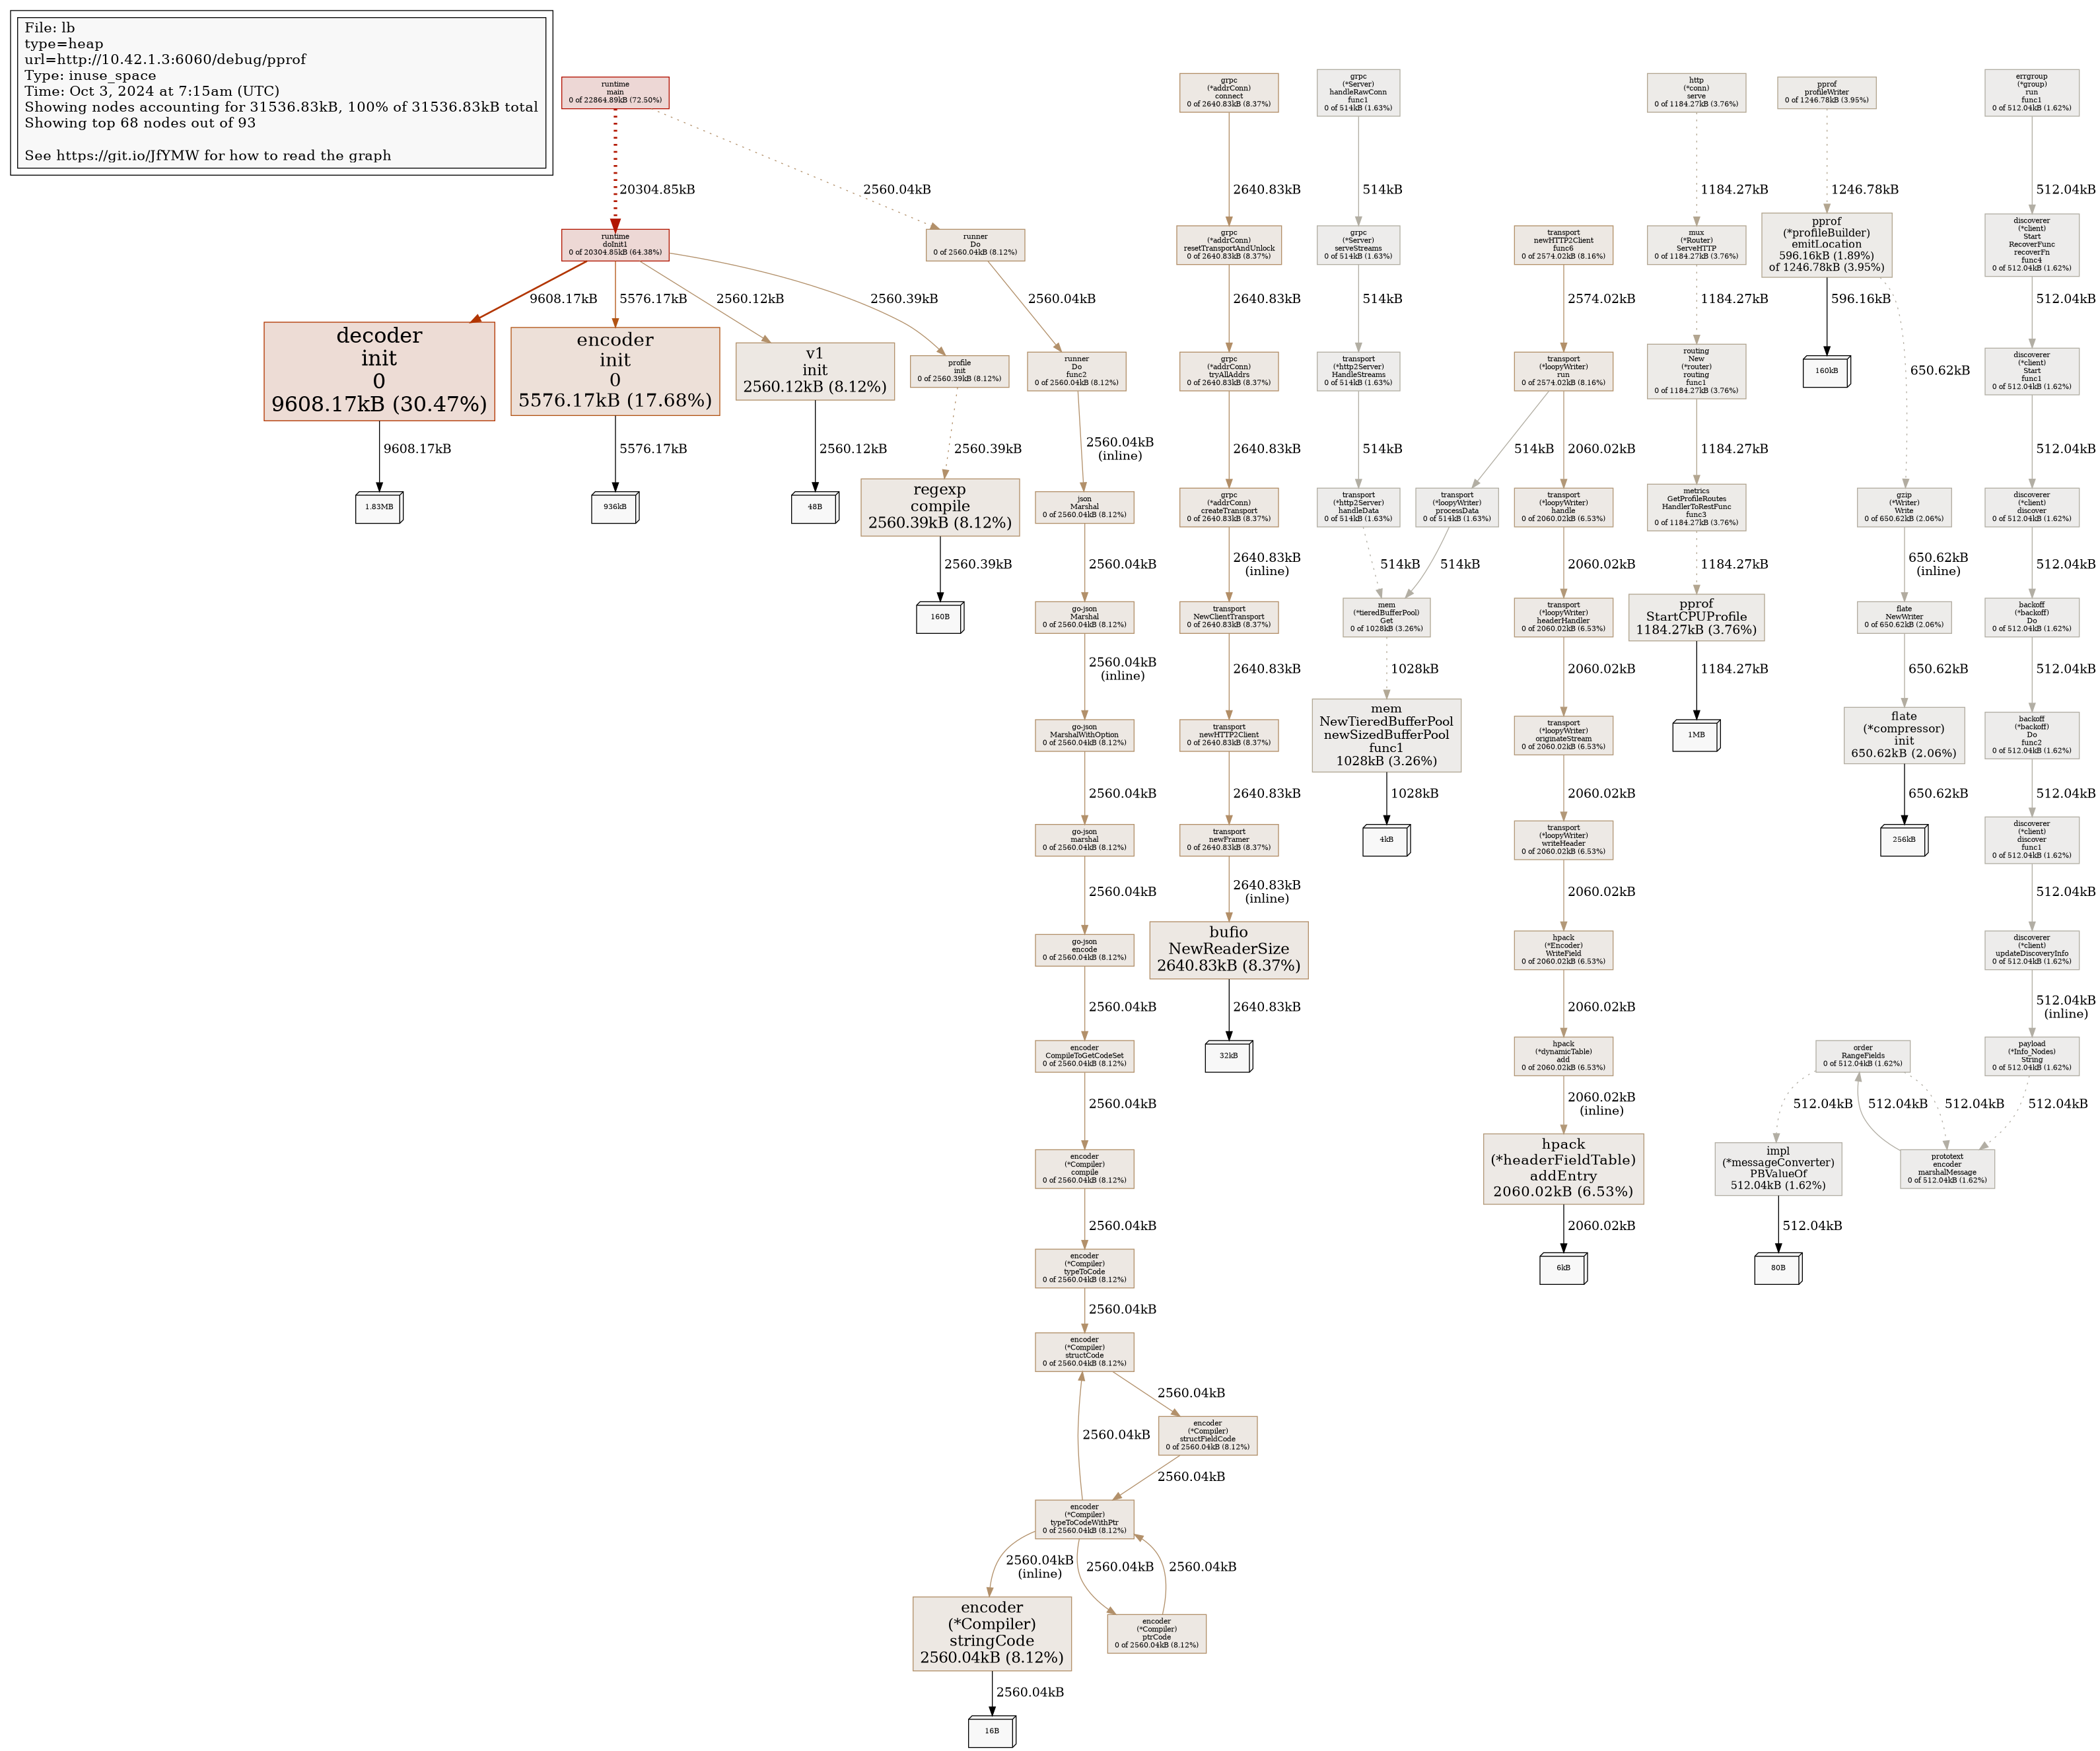 File: lb
type=heap
url=http://10.42.1.3:6060/debug/pprof
Type: inuse_space
Time: Oct 3, 2024 at 7:15am (UTC)
Showing nodes accounting for 31536.83kB, 100% of 31536.83kB total
Showing top 68 nodes out of 93
See https://git.io/JfYMW for how to read the graph
runtime
main
0 of 22864.89kB (72.50%)
20304.85kB
2560.04kB
runtime
doInit1
0 of 20304.85kB (64.38%)
runner
Do
0 of 2560.04kB (8.12%)
9608.17kB
5576.17kB
2560.12kB
2560.39kB
2560.04kB
decoder
init
0
9608.17kB (30.47%)
encoder
init
0
5576.17kB (17.68%)
v1
init
2560.12kB (8.12%)
profile
init
0 of 2560.39kB (8.12%)
runner
Do
func2
0 of 2560.04kB (8.12%)
9608.17kB
5576.17kB
2560.12kB
2560.39kB
2560.04kB
(inline)
1.83MB
936kB
48B
regexp
compile
2560.39kB (8.12%)
2560.39kB
160B
json
Marshal
0 of 2560.04kB (8.12%)
2560.04kB
go-json
Marshal
0 of 2560.04kB (8.12%)
2560.04kB
(inline)
go-json
MarshalWithOption
0 of 2560.04kB (8.12%)
2560.04kB
go-json
marshal
0 of 2560.04kB (8.12%)
2560.04kB
go-json
encode
0 of 2560.04kB (8.12%)
2560.04kB
encoder
CompileToGetCodeSet
0 of 2560.04kB (8.12%)
2560.04kB
encoder
(*Compiler)
compile
0 of 2560.04kB (8.12%)
2560.04kB
encoder
(*Compiler)
typeToCode
0 of 2560.04kB (8.12%)
2560.04kB
encoder
(*Compiler)
structCode
0 of 2560.04kB (8.12%)
2560.04kB
encoder
(*Compiler)
structFieldCode
0 of 2560.04kB (8.12%)
2560.04kB
2560.04kB
encoder
(*Compiler)
typeToCodeWithPtr
0 of 2560.04kB (8.12%)
2560.04kB
(inline)
2560.04kB
2560.04kB
encoder
(*Compiler)
stringCode
2560.04kB (8.12%)
encoder
(*Compiler)
ptrCode
0 of 2560.04kB (8.12%)
2560.04kB
16B
grpc
(*addrConn)
connect
0 of 2640.83kB (8.37%)
2640.83kB
grpc
(*addrConn)
resetTransportAndUnlock
0 of 2640.83kB (8.37%)
2640.83kB
grpc
(*addrConn)
tryAllAddrs
0 of 2640.83kB (8.37%)
2640.83kB
grpc
(*addrConn)
createTransport
0 of 2640.83kB (8.37%)
2640.83kB
(inline)
transport
NewClientTransport
0 of 2640.83kB (8.37%)
2640.83kB
transport
newHTTP2Client
0 of 2640.83kB (8.37%)
2640.83kB
transport
newFramer
0 of 2640.83kB (8.37%)
2640.83kB
(inline)
bufio
NewReaderSize
2640.83kB (8.37%)
2640.83kB
32kB
grpc
(*Server)
handleRawConn
func1
0 of 514kB (1.63%)
514kB
grpc
(*Server)
serveStreams
0 of 514kB (1.63%)
514kB
transport
(*http2Server)
HandleStreams
0 of 514kB (1.63%)
514kB
transport
(*http2Server)
handleData
0 of 514kB (1.63%)
514kB
transport
newHTTP2Client
func6
0 of 2574.02kB (8.16%)
2574.02kB
transport
(*loopyWriter)
run
0 of 2574.02kB (8.16%)
514kB
2060.02kB
transport
(*loopyWriter)
processData
0 of 514kB (1.63%)
514kB
mem
(*tieredBufferPool)
Get
0 of 1028kB (3.26%)
1028kB
mem
NewTieredBufferPool
newSizedBufferPool
func1
1028kB (3.26%)
1028kB
4kB
transport
(*loopyWriter)
handle
0 of 2060.02kB (6.53%)
2060.02kB
transport
(*loopyWriter)
headerHandler
0 of 2060.02kB (6.53%)
2060.02kB
transport
(*loopyWriter)
originateStream
0 of 2060.02kB (6.53%)
2060.02kB
transport
(*loopyWriter)
writeHeader
0 of 2060.02kB (6.53%)
2060.02kB
hpack
(*Encoder)
WriteField
0 of 2060.02kB (6.53%)
2060.02kB
hpack
(*dynamicTable)
add
0 of 2060.02kB (6.53%)
2060.02kB
(inline)
hpack
(*headerFieldTable)
addEntry
2060.02kB (6.53%)
2060.02kB
6kB
http
(*conn)
serve
0 of 1184.27kB (3.76%)
1184.27kB
mux
(*Router)
ServeHTTP
0 of 1184.27kB (3.76%)
1184.27kB
routing
New
(*router)
routing
func1
0 of 1184.27kB (3.76%)
1184.27kB
metrics
GetProfileRoutes
HandlerToRestFunc
func3
0 of 1184.27kB (3.76%)
1184.27kB
pprof
StartCPUProfile
1184.27kB (3.76%)
1184.27kB
1MB
pprof
profileWriter
0 of 1246.78kB (3.95%)
1246.78kB
pprof
(*profileBuilder)
emitLocation
596.16kB (1.89%)
of 1246.78kB (3.95%)
596.16kB
160kB
650.62kB
gzip
(*Writer)
Write
0 of 650.62kB (2.06%)
650.62kB
(inline)
flate
NewWriter
0 of 650.62kB (2.06%)
650.62kB
flate
(*compressor)
init
650.62kB (2.06%)
650.62kB
256kB
errgroup
(*group)
run
func1
0 of 512.04kB (1.62%)
512.04kB
discoverer
(*client)
Start
RecoverFunc
recoverFn
func4
0 of 512.04kB (1.62%)
512.04kB
discoverer
(*client)
Start
func1
0 of 512.04kB (1.62%)
512.04kB
discoverer
(*client)
discover
0 of 512.04kB (1.62%)
512.04kB
backoff
(*backoff)
Do
0 of 512.04kB (1.62%)
512.04kB
backoff
(*backoff)
Do
func2
0 of 512.04kB (1.62%)
512.04kB
discoverer
(*client)
discover
func1
0 of 512.04kB (1.62%)
512.04kB
discoverer
(*client)
updateDiscoveryInfo
0 of 512.04kB (1.62%)
512.04kB
(inline)
payload
(*Info_Nodes)
String
0 of 512.04kB (1.62%)
512.04kB
order
RangeFields
0 of 512.04kB (1.62%)
512.04kB
512.04kB
512.04kB
impl
(*messageConverter)
PBValueOf
512.04kB (1.62%)
prototext
encoder
marshalMessage
0 of 512.04kB (1.62%)
512.04kB
80B